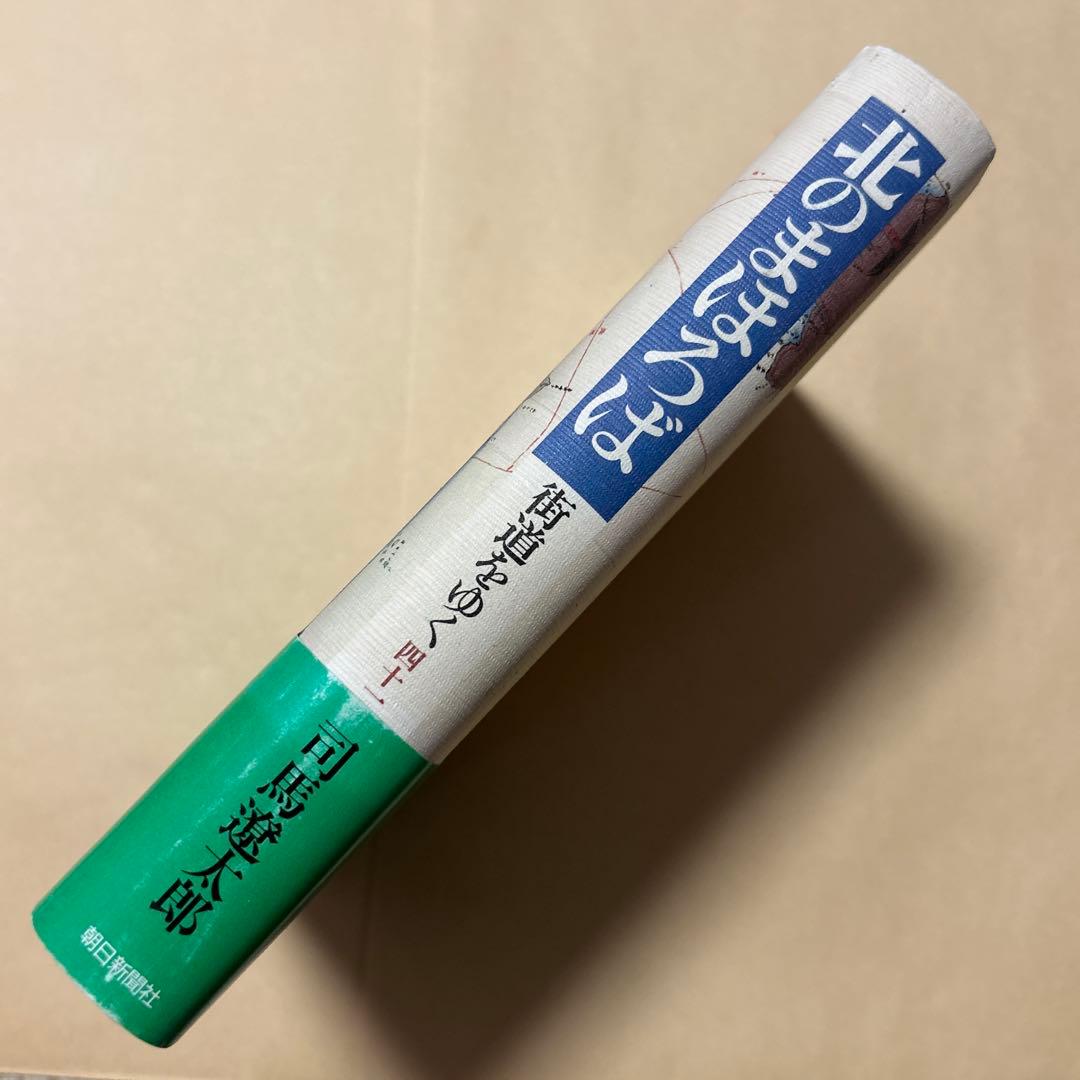 北のまほろば
街道をゆく 四十一
司馬遼太郎
朝日新聞社